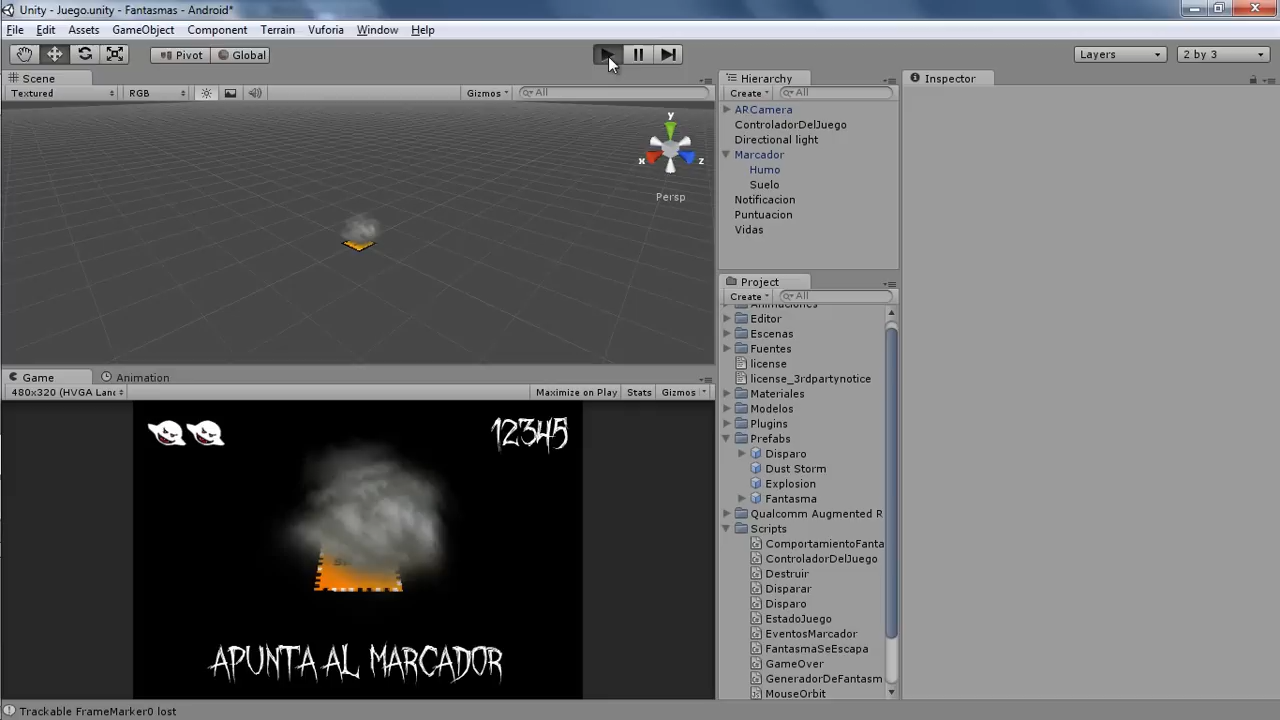 Unity - Juego.unity - Fantasmas - Android*
File Edit Assets GameObject Component Terrain Vuforia Window Help
Pivot Global Layers 2 by 3
Scene
Textured RGB Gizmos All
y
x z
Persp
Game Animation
480x320 (HVGA Lanc Maximize on Play Stats Gizmos
12345
APUNTA AL MARCADOR
Trackable FrameMarker0 lost
Hierarchy
Create All
ARCamera
ControladorDelJuego
Directional light
Marcador
Humo
Suelo
Notificacion
Puntuacion
Vidas
Project
Create All
Animaciones
Editor
Escenas
Fuentes
license
license_3rdpartynotice
Materiales
Modelos
Plugins
Prefabs
Disparo
Dust Storm
Explosion
Fantasma
Qualcomm Augmented R
Scripts
ComportamientoFanta
ControladorDelJuego
Destruir
Disparar
Disparo
EstadoJuego
EventosMarcador
FantasmaSeEscapa
GameOver
GeneradorDeFantasm
MouseOrbit
Inspector